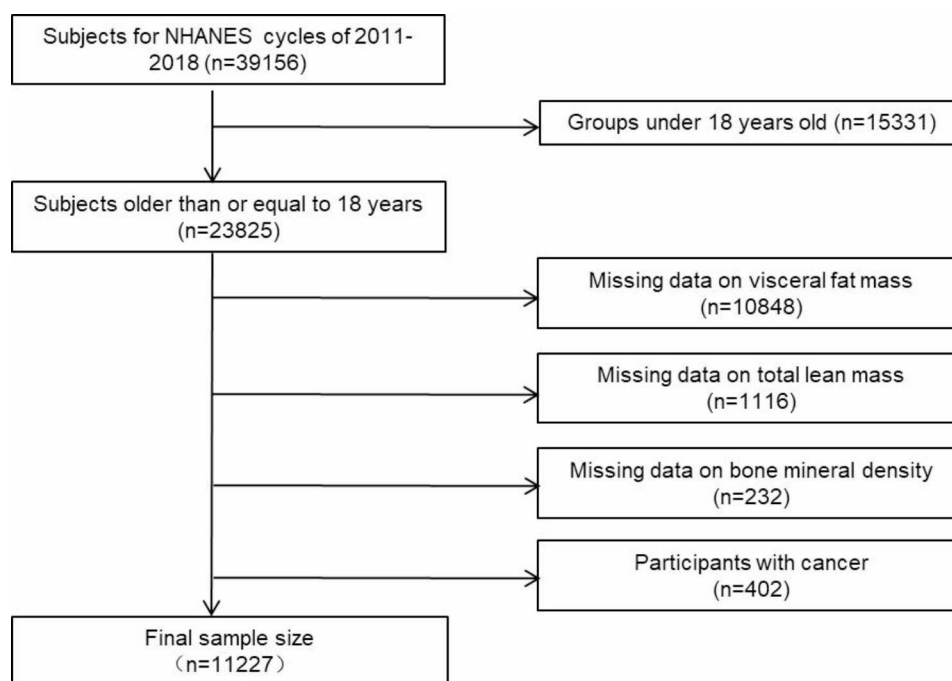 Subjects for NHANES cycles of 2011-
2018 (n=39156)
Groups under 18 years old (n=15331)
Subjects older than or equal to 18 years
(n=23825)
Missing data on visceral fat mass
(n=10848)
Missing data on total lean mass
(n=1116)
Missing data on bone mineral density
(n=232)
Participants with cancer
(n=402)
Final sample size
（n=11227）